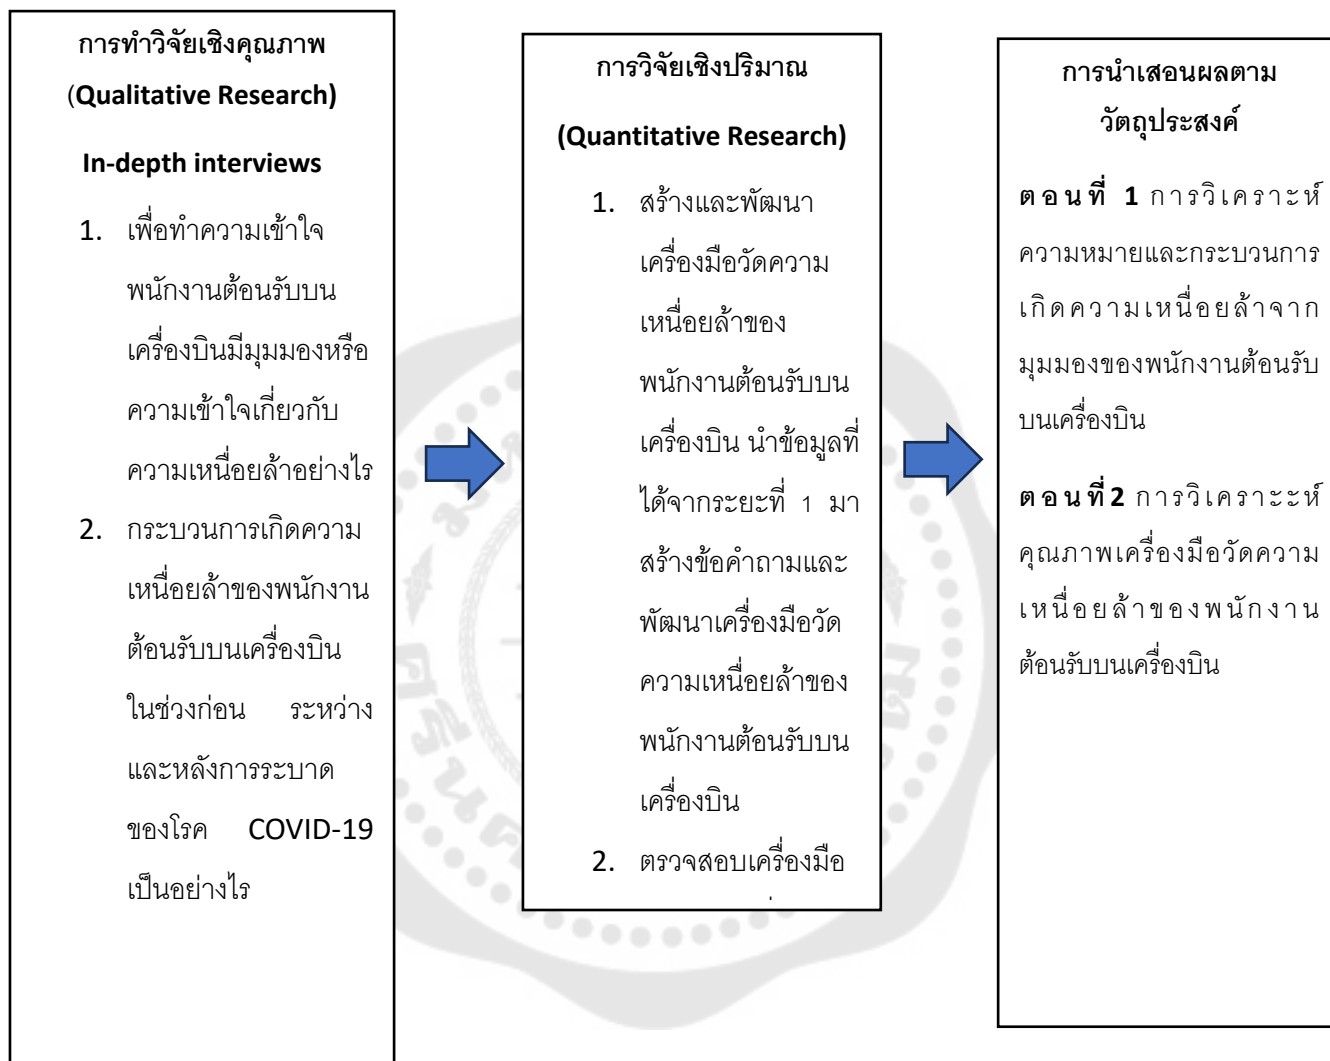 การทำวิจัยเชิงคุณภาพ
(Qualitative Research)
In-depth interviews
1. เพื่อทำความเข้าใจ
พนักงานต้อนรับบน
เครื่องบินมีมุมมองหรือ
ความเข้าใจเกี่ยวกับ
ความเหนื่อยล้าอย่างไร
2. กระบวนการเกิดความ
เหนื่อยล้าของพนักงาน
ต้อนรับบนเครื่องบิน
ในช่วงก่อน ระหว่าง
และหลังการระบาด
ของโรค COVID-19
เป็นอย่างไร
การวิจัยเชิงปริมาณ
(Quantitative Research)
1. สร้างและพัฒนา
เครื่องมือวัดความ
เหนื่อยล้าของ
พนักงานต้อนรับบน
เครื่องบิน นำข้อมูลที่
ได้จากระยะที่ 1 มา
สร้างข้อคำถามและ
พัฒนาเครื่องมือวัด
ความเหนื่อยล้าของ
พนักงานต้อนรับบน
เครื่องบิน
2. ตรวจสอบเครื่องมือ
การนำเสอนผลตาม
วัตถุประสงค์
ตอนที่ 1 การวิเคราะห์
ความหมายและกระบวนการ
เกิดความเหนื่อยล้าจาก
มุมมองของพนักงานต้อนรับ
บนเครื่องบิน
ตอนที่ 2 การวิเคราะะห์
คุณภาพเครื่องมือวัดความ
เหนื่อยล้าของพนักงาน
ต้อนรับบนเครื่องบิน